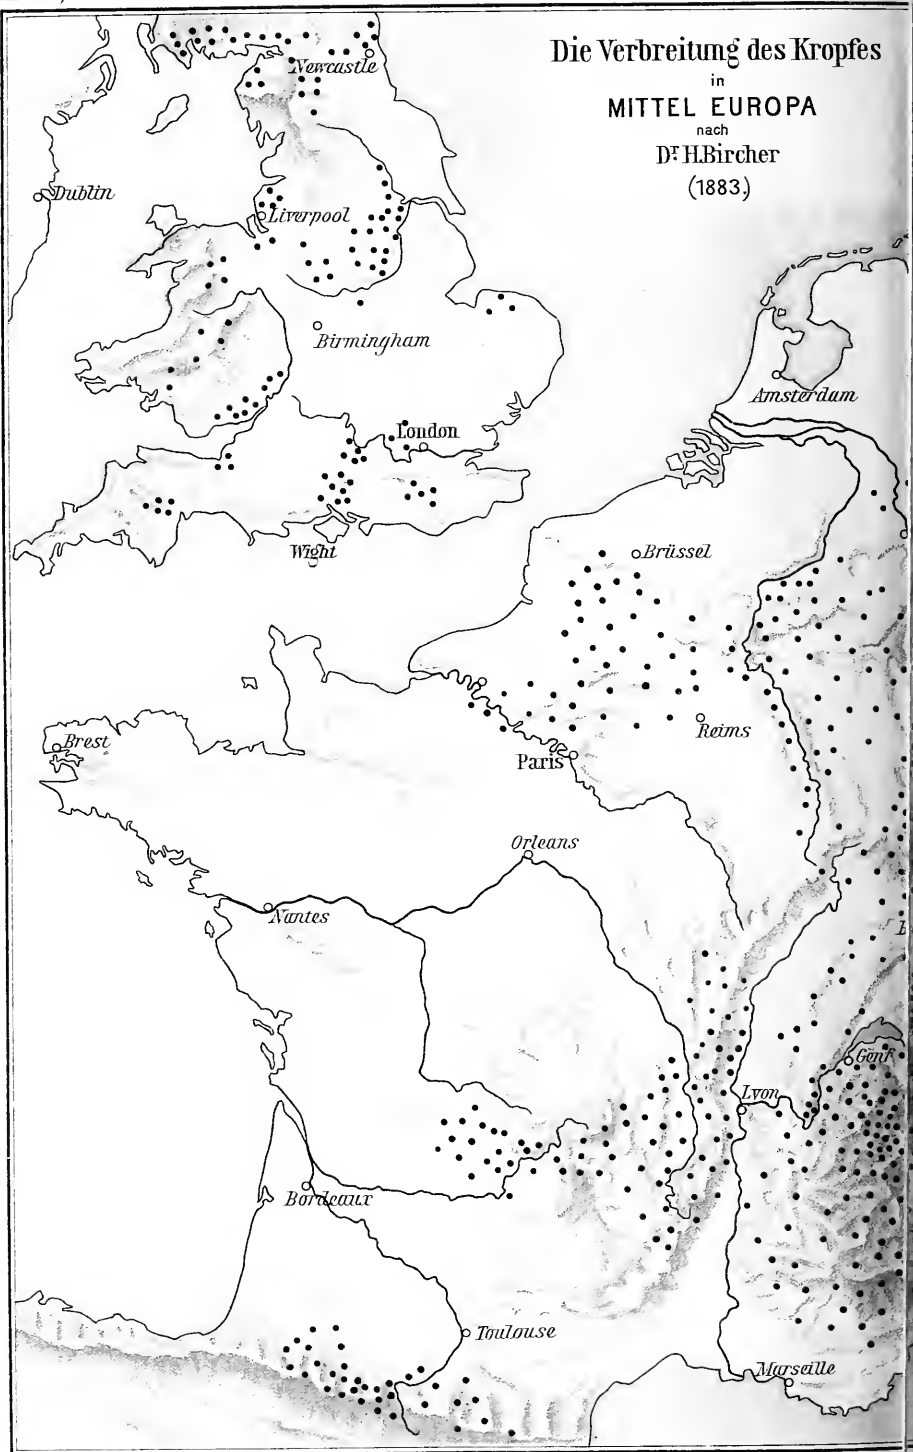 Die Verbreitung des Kropfes
in
MITTEL EUROPA
nach
Dr. H. Bircher
(1883.)
Newcastle
Dublin
Liverpool
Birmingham
Amsterdam
London
Wight
Brüssel
Reims
Brest
Paris
Orleans
Nantes
Genf
Lyon
Bordeaux
Toulouse
Marseille